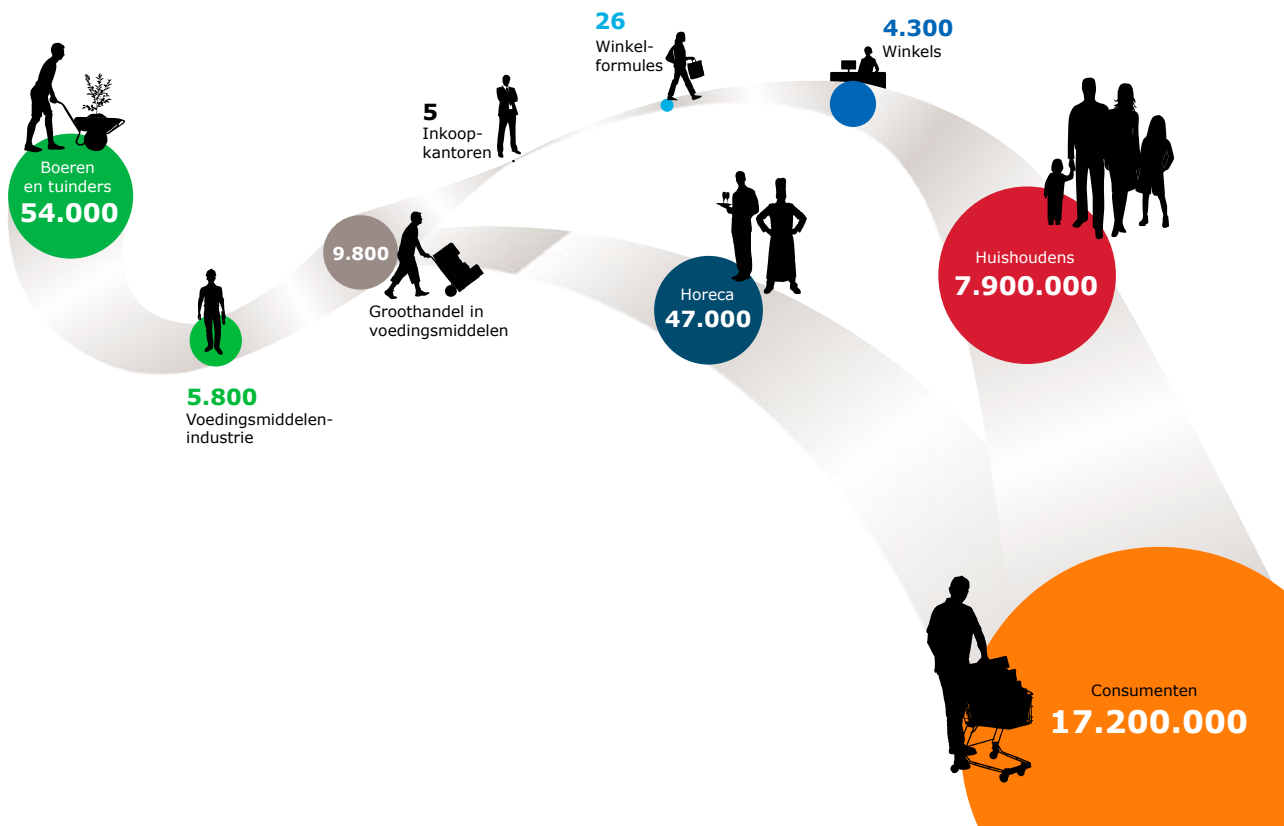 Boeren
en tuinders
54.000
5.800
Voedingsmiddelen-
industrie
9.800
Groothandel in
voedingsmiddelen
5
Inkoop-
kantoren
26
Winkel-
formules
4.300
Winkels
Horeca
47.000
Huishoudens
7.900.000
Consumenten
17.200.000